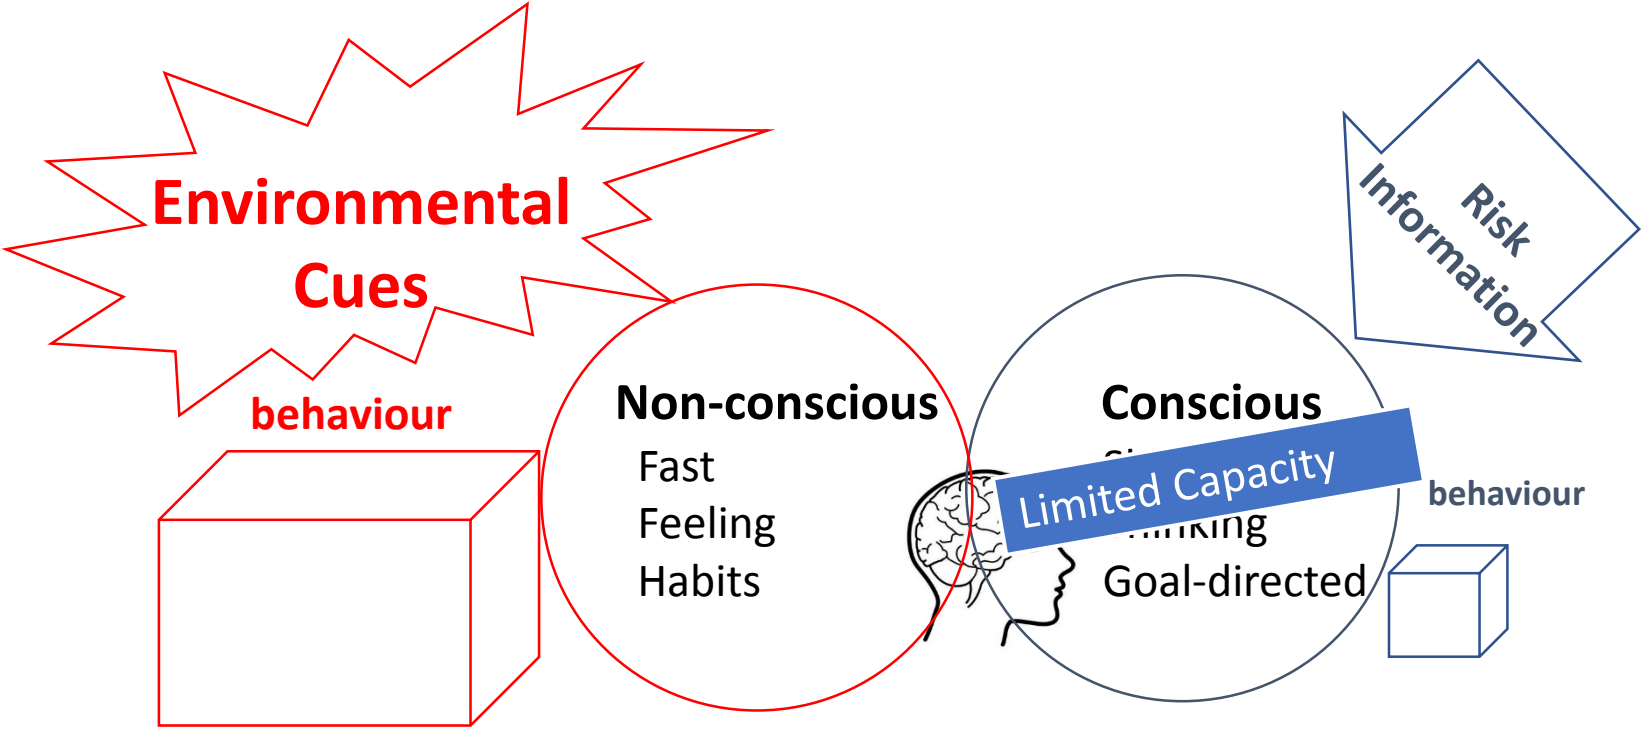 Environmental
Cues
behaviour
Non-conscious
Fast
Feeling
Habits
Conscious
Limited Capacity
Goal-directed
Risk
Information
behaviour